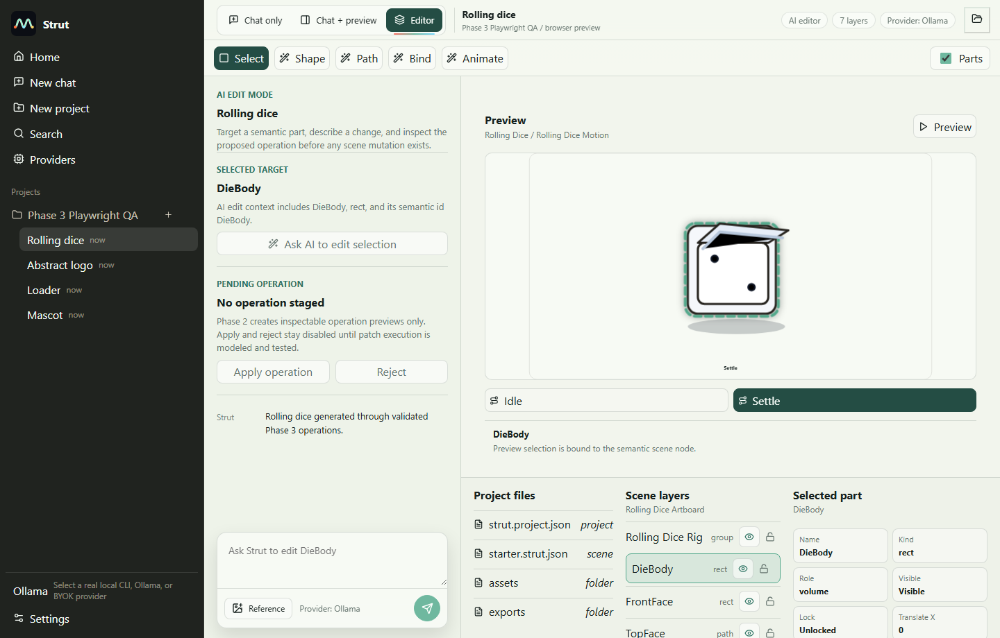 Strut
Home
New chat
New project
Search
Providers
Projects
Phase 3 Playwright QA +
Rolling dice now
Abstract logo now
Loader now
Mascot now
Ollama Select a real local CLI, Ollama, or BYOK provider
Settings
Chat only
Chat + preview
Editor
Rolling dice
Phase 3 Playwright QA / browser preview
AI editor
7 layers
Provider: Ollama
Select
Shape
Path
Bind
Animate
Parts
AI EDIT MODE
Rolling dice
Target a semantic part, describe a change, and inspect the
proposed operation before any scene mutation exists.
SELECTED TARGET
DieBody
AI edit context includes DieBody, rect, and its semantic id
DieBody.
Ask AI to edit selection
PENDING OPERATION
No operation staged
Phase 2 creates inspectable operation previews only.
Apply and reject stay disabled until patch execution is
modeled and tested.
Apply operation
Reject
Strut Rolling dice generated through validated
Phase 3 operations.
Ask Strut to edit DieBody
Reference
Provider: Ollama
Preview
Rolling Dice / Rolling Dice Motion
Preview
Settle
Idle
Settle
DieBody
Preview selection is bound to the semantic scene node.
Project files
strut.project.json project
starter.strut.json scene
assets folder
exports folder
Scene layers
Rolling Dice Artboard
Rolling Dice Rig group
DieBody rect
FrontFace rect
TopFace path
Selected part
DieBody
Name
DieBody
Kind
rect
Role
volume
Visible
Visible
Lock
Unlocked
Translate X
0